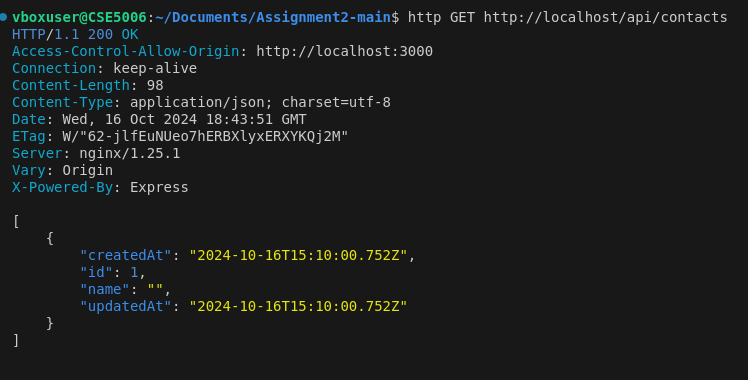 vboxuser@CSE5006:~/Documents/Assignment2-main$ http GET http://localhost/api/contacts
HTTP/1.1 200 OK
Access-Control-Allow-Origin: http://localhost:3000
Connection: keep-alive
Content-Length: 98
Content-Type: application/json; charset=utf-8
Date: Wed, 16 Oct 2024 18:43:51 GMT
ETag: W/"62-jlfEuNUeo7hERBXlyxERXYKQj2M"
Server: nginx/1.25.1
Vary: Origin
X-Powered-By: Express

[
    {
        "createdAt": "2024-10-16T15:10:00.752Z",
        "id": 1,
        "name": "",
        "updatedAt": "2024-10-16T15:10:00.752Z"
    }
]